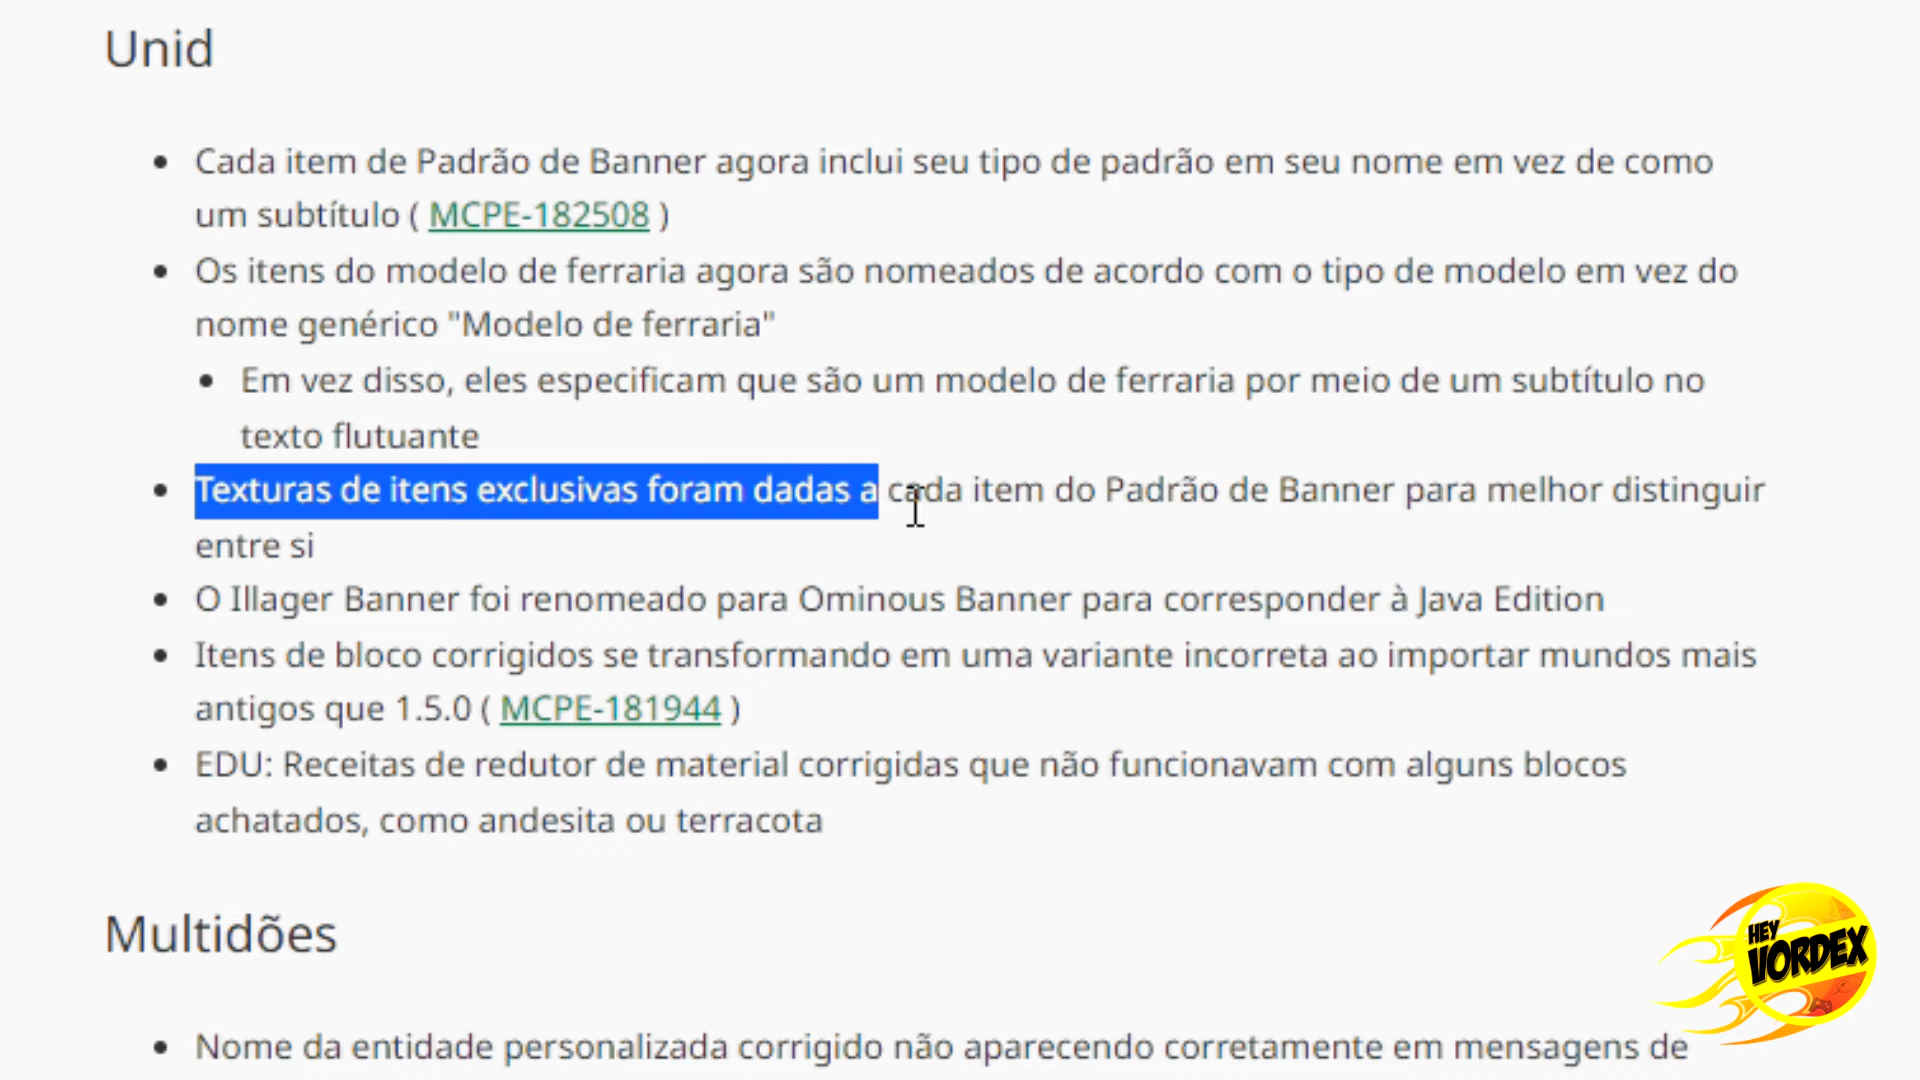 Unid
Cada item de Padrão de Banner agora inclui seu tipo de padrão em seu nome em vez de como
um subtítulo ( MCPE-182508 )
Os itens do modelo de ferraria agora são nomeados de acordo com o tipo de modelo em vez do
nome genérico "Modelo de ferraria"
Em vez disso, eles especificam que são um modelo de ferraria por meio de um subtítulo no
texto flutuante
Texturas de itens exclusivas foram dadas a cada item do Padrão de Banner para melhor distinguir
entre si
O Illager Banner foi renomeado para Ominous Banner para corresponder à Java Edition
Itens de bloco corrigidos se transformando em uma variante incorreta ao importar mundos mais
antigos que 1.5.0 ( MCPE-181944 )
EDU: Receitas de redutor de material corrigidas que não funcionavam com alguns blocos
achatados, como andesita ou terracota
Multidões
HEY
VORDEX
Nome da entidade personalizada corrigido não aparecendo corretamente em mensagens de